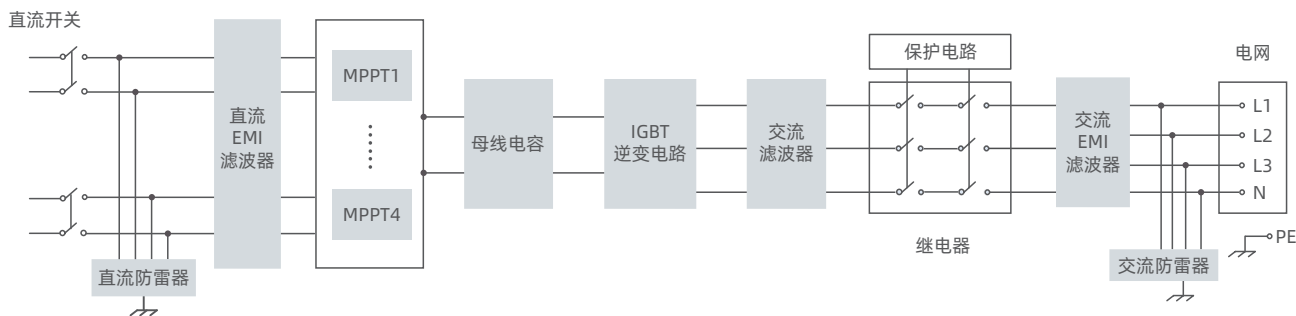 直流开关
直流
EMI
滤波器
直流防雷器
MPPT1
MPPT4
母线电容
IGBT
逆变电路
交流
滤波器
保护电路
继电器
交流
EMI
滤波器
交流防雷器
电网
L1
L2
L3
N
PE